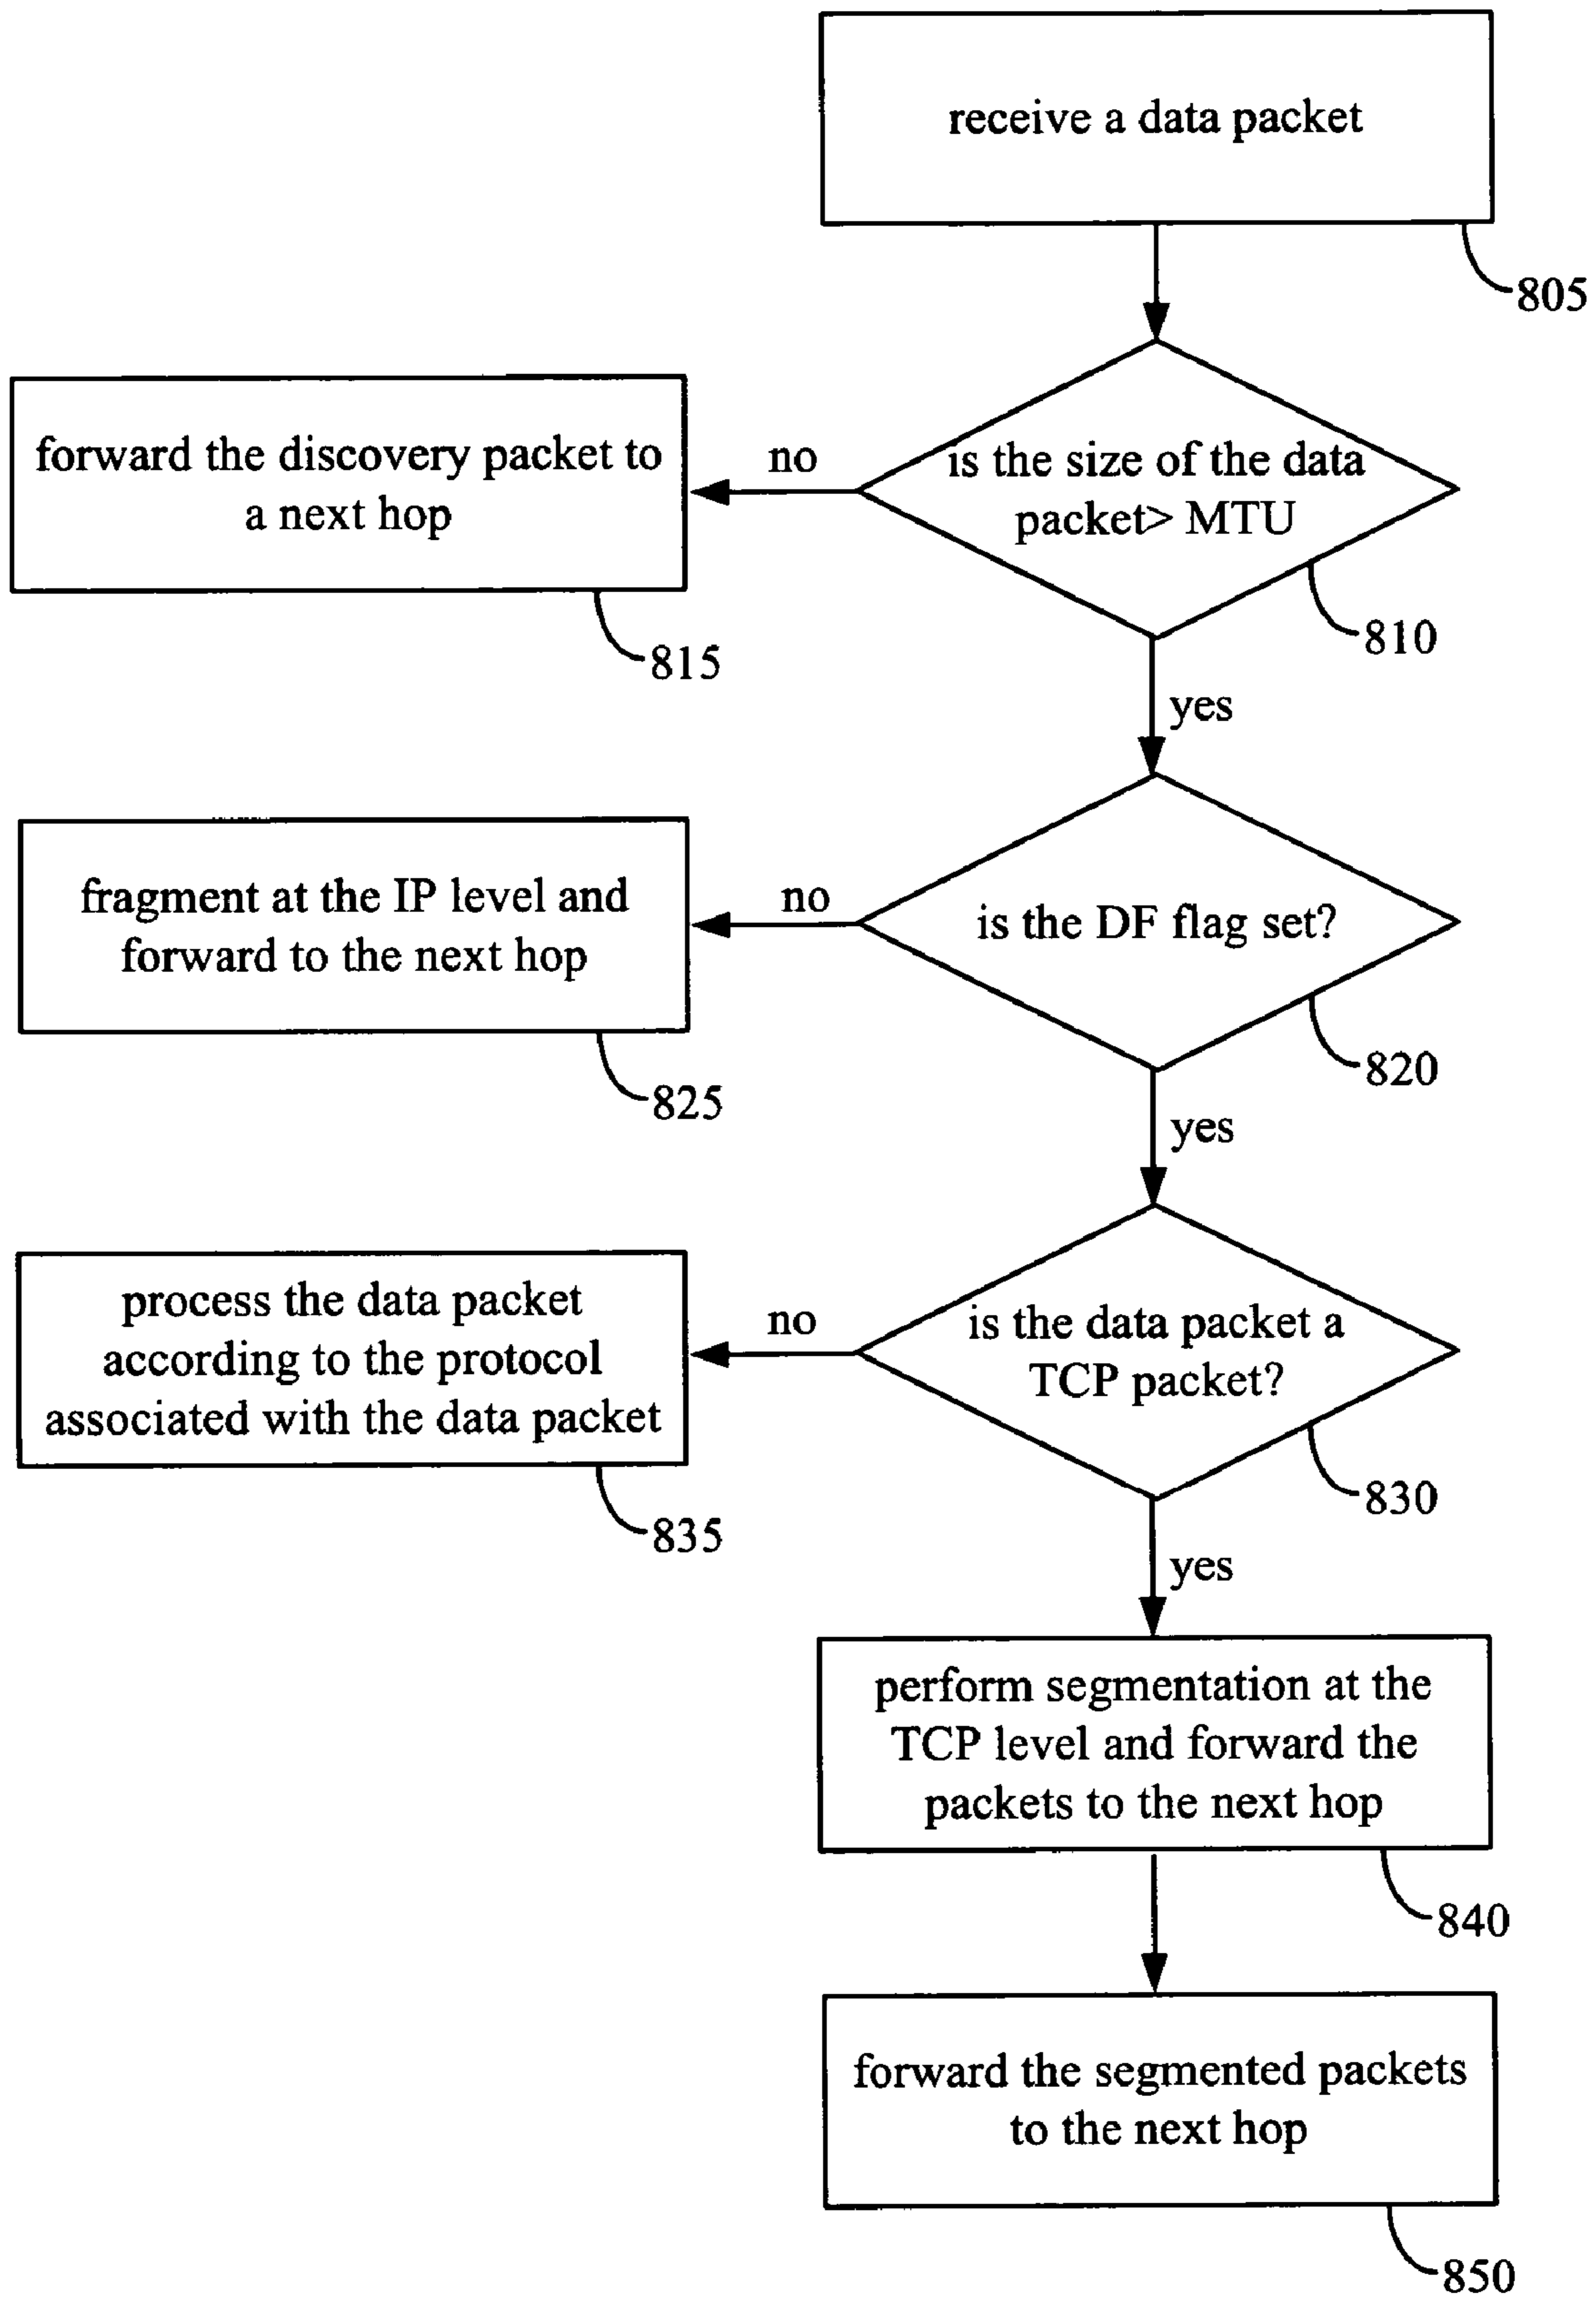 receive a data packet
805
is the size of the data
packet> MTU
810
no
forward the discovery packet to
a next hop
815
yes
is the DF flag set?
820
no
fragment at the IP level and
forward to the next hop
825
yes
is the data packet a
TCP packet?
830
no
process the data packet
according to the protocol
associated with the data packet
835
yes
perform segmentation at the
TCP level and forward the
packets to the next hop
840
forward the segmented packets
to the next hop
850